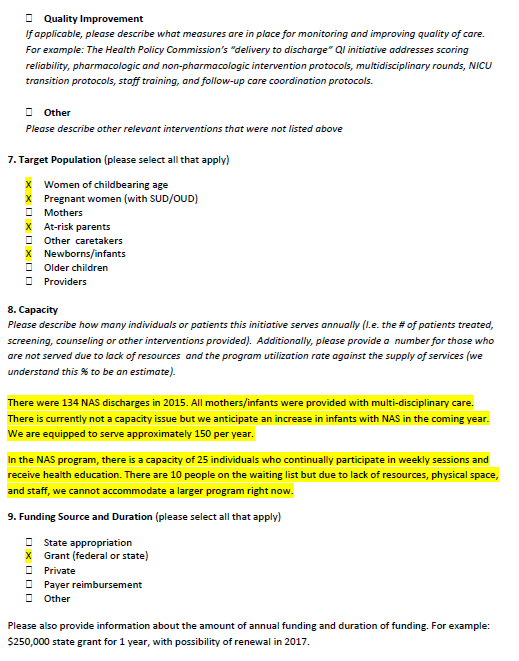 ☐ Quality Improvement
If applicable, please describe what measures are in place for monitoring and improving quality of care.
For example: The Health Policy Commission's "delivery to discharge" QI initiative addresses scoring
reliability, pharmacologic and non-pharmacologic intervention protocols, multidisciplinary rounds, NICU
transition protocols, staff training, and follow-up care coordination protocols.
☐ Other
Please describe other relevant interventions that were not listed above
7. Target Population (please select all that apply)
X Women of childbearing age
X Pregnant women (with SUD/OUD)
☐ Mothers
X At-risk parents
☐ Other caretakers
X Newborns/infants
☐ Older children
☐ Providers
8. Capacity
Please describe how many individuals or patients this initiative serves annually (I.e. the # of patients treated,
screening, counseling or other interventions provided). Additionally, please provide a number for those who
are not served due to lack of resources and the program utilization rate against the supply of services (we
understand this % to be an estimate).
There were 134 NAS discharges in 2015. All mothers/infants were provided with multi-disciplinary care.
There is currently not a capacity issue but we anticipate an increase in infants with NAS in the coming year.
We are equipped to serve approximately 150 per year.
In the NAS program, there is a capacity of 25 individuals who continually participate in weekly sessions and
receive health education. There are 10 people on the waiting list but due to lack of resources, physical space,
and staff, we cannot accommodate a larger program right now.
9. Funding Source and Duration (please select all that apply)
☐ State appropriation
X Grant (federal or state)
☐ Private
☐ Payer reimbursement
☐ Other
Please also provide information about the amount of annual funding and duration of funding. For example:
$250,000 state grant for 1 year, with possibility of renewal in 2017.